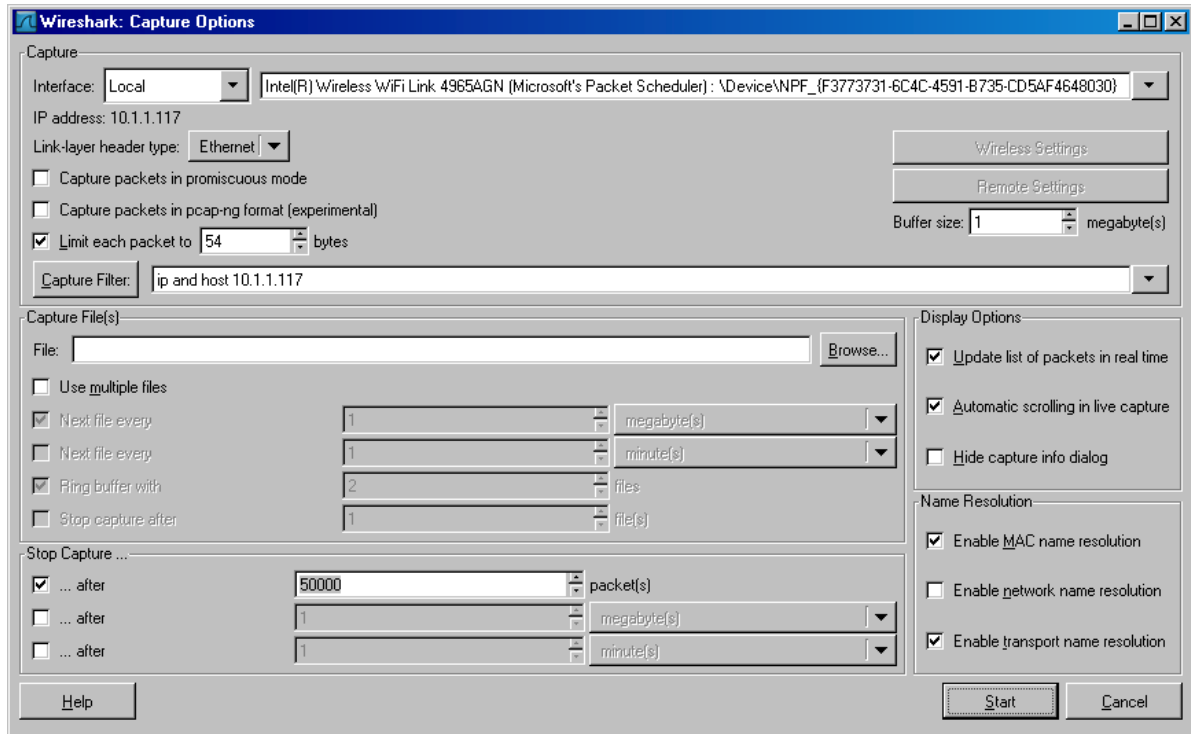 Wireshark: Capture Options
Capture
Interface: Local Intel(R) Wireless WiFi Link 4965AGN (Microsoft's Packet Scheduler) : \Device\NPF_{F3773731-6C4C-4591-B735-CD5AF4648030}
IP address: 10.1.1.117
Link-layer header type: Ethernet
Wireless Settings
Capture packets in promiscuous mode
Remote Settings
Capture packets in pcap-ng format (experimental)
Buffer size: 1 megabyte(s)
Limit each packet to 54 bytes
Capture Filter: ip and host 10.1.1.117
Capture File(s)
File: Browse...
Use multiple files
Next file every 1 megabyte(s)
Next file every 1 minute(s)
Ring buffer with 2 files
Stop capture after 1 file(s)
Display Options
Update list of packets in real time
Automatic scrolling in live capture
Hide capture info dialog
Stop Capture ...
... after 50000 packet(s)
... after 1 megabyte(s)
... after 1 minute(s)
Name Resolution
Enable MAC name resolution
Enable network name resolution
Enable transport name resolution
Help
Start
Cancel